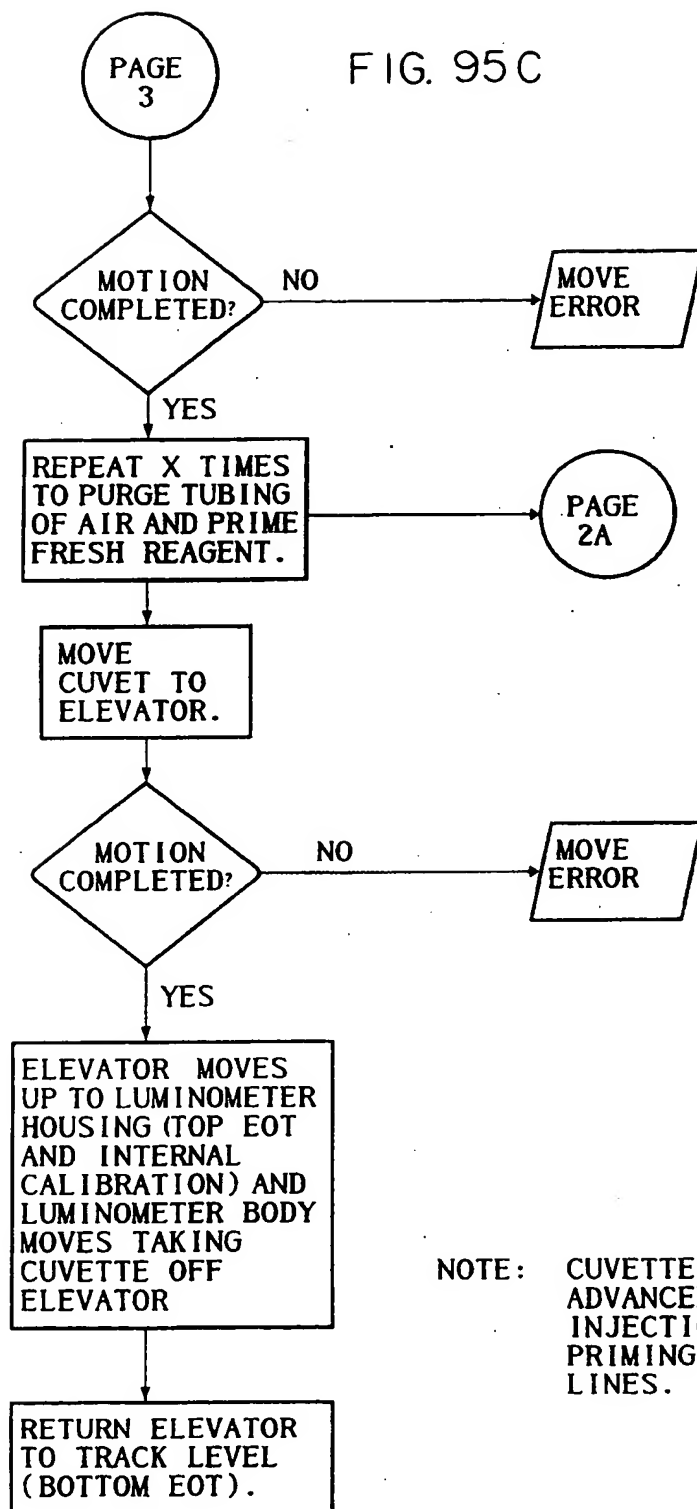 FIG. 95C
PAGE
3
MOTION
COMPLETED?
NO
MOVE
ERROR
YES
REPEAT X TIMES
TO PURGE TUBING
OF AIR AND PRIME
FRESH REAGENT.
PAGE
2A
MOVE
CUVET TO
ELEVATOR.
MOTION
COMPLETED?
NO
MOVE
ERROR
YES
ELEVATOR MOVES
UP TO LUMINOMETER
HOUSING (TOP EOT
AND INTERNAL
CALIBRATION) AND
LUMINOMETER BODY
MOVES TAKING
CUVETTE OFF
ELEVATOR
NOTE: CUVETTE
ADVANCE
PRIMING
LINES.
RETURN ELEVATOR
TO TRACK LEVEL
(BOTTOM EOT).